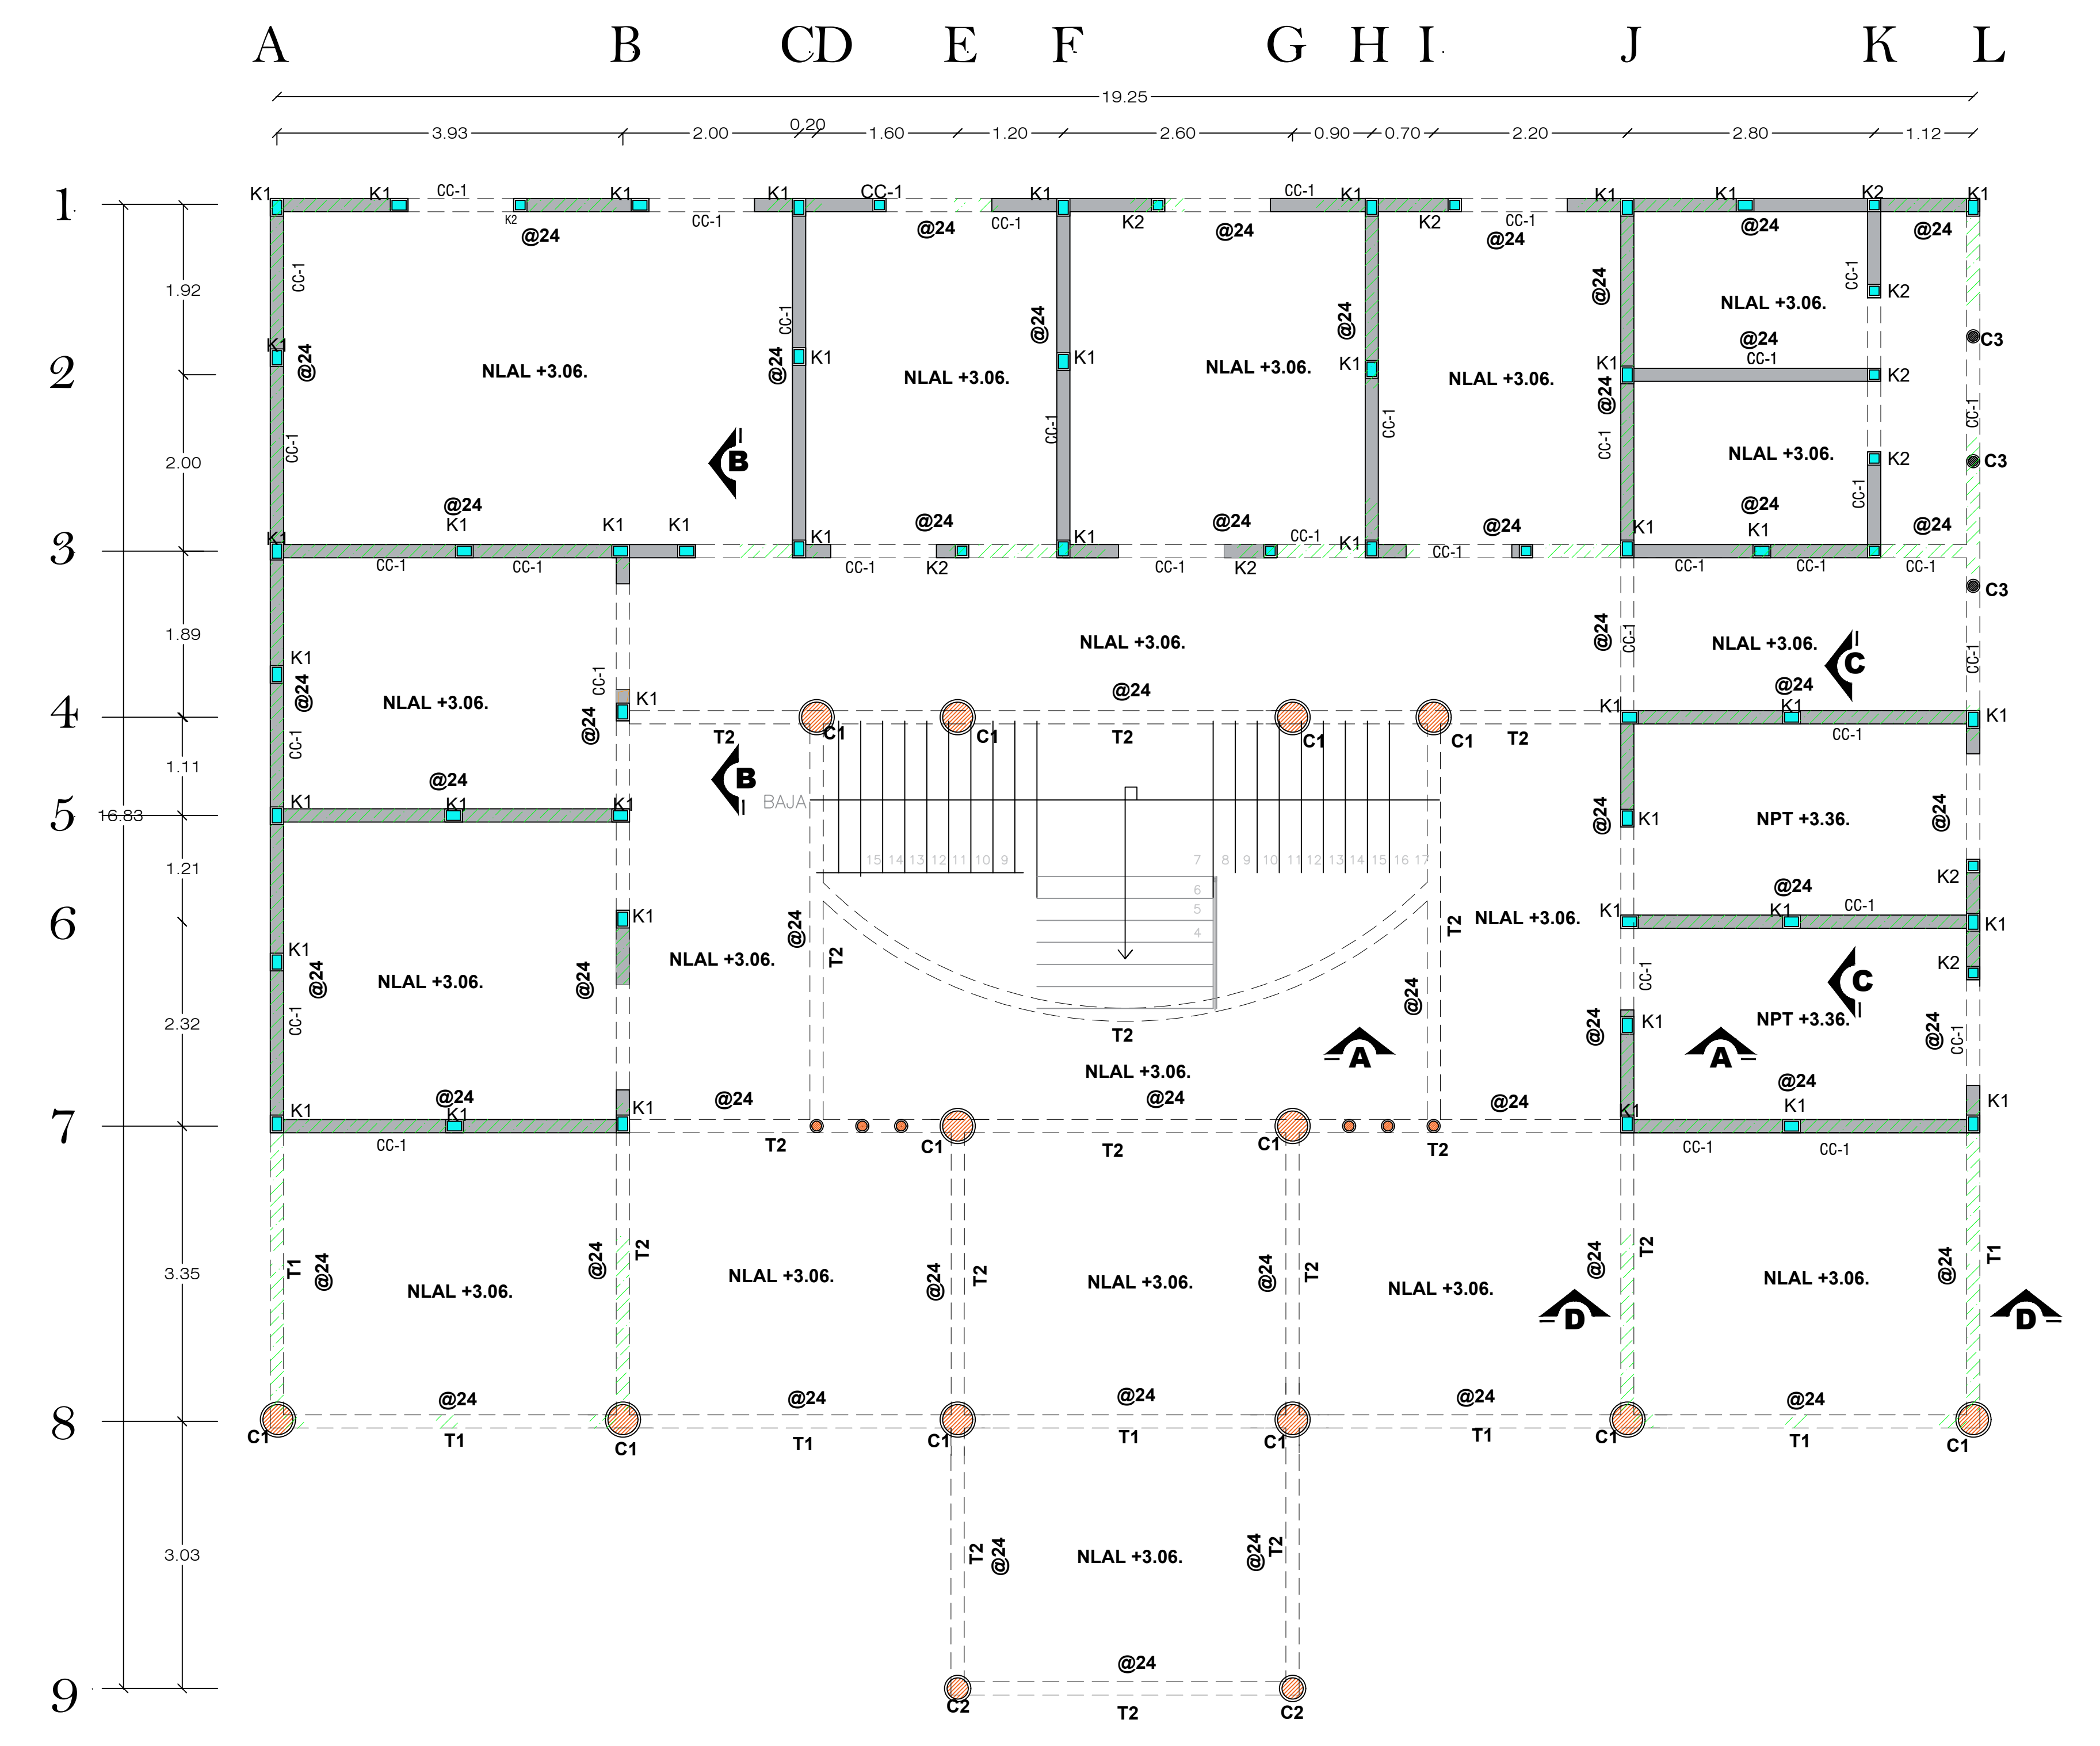 A B C D E F G H I J K L
19.25
3.93 2.00 0.20 1.60 1.20 2.60 0.90 0.70 2.20 2.80 1.12
1
K1 K1 CC-1 K1 K1 CC-1 K1 CC-1 K1 K1 K1 K2 K1
K2 CC-1 CC-1 K2 K2 CC-1
@24 @24 @24 @24 @24 @24
CC-1 CC-1 K2
1.92
@24 @24 @24
NLAL +3.06.
CC-1
K1 K1 K1 K1 @24 C3
2
@24 @24 CC-1 K1 K2
NLAL +3.06. NLAL +3.06. NLAL +3.06. NLAL +3.06.
@24
CC-1 CC-1 CC-1 CC-1 CC-1
B NLAL +3.06. K2 C3
2.00
CC-1
@24 @24 @24 @24 @24 @24
K1 K1 K1 K1 K1 K1 K1 K1
3
K1
CC-1 CC-1 CC-1 K2 CC-1 K2 CC-1 CC-1 CC-1 CC-1 CC-1
C3
1.89
@24 CC-1
NLAL +3.06. NLAL +3.06. C
K1 CC-1 CC-1
@24 NLAL +3.06. K1 @24 @24
K1 K1 K1
4
@24 T2 C1 C1 T2 C1 C1 T2 CC-1
CC-1
1.11
@24 B
BAJA
K1 K1 K1
5
16.83
@24 K1 NPT +3.36. @24
1.21
15 14 13 12 11 10 9 7 8 9 10 11 12 13 14 15 16 17
6
5
4
K2
@24
K1 K1 CC-1
6
K1 @24 T2 NLAL +3.06. K1
K1 NLAL +3.06. T2 K2
@24 NLAL +3.06. @24 @24 CC-1 C
CC-1
2.32
T2 @24 K1 NPT +3.36. @24 CC-1
A A
NLAL +3.06.
@24 @24 @24 @24 @24
K1 K1 K1 K1 K1 K1
7
CC-1 T2 C1 T2 C1 T2 CC-1 CC-1
3.35
T1 @24 @24 T2 @24 T2 @24 T2 @24 T2 @24 T1
NLAL +3.06. NLAL +3.06. NLAL +3.06. NLAL +3.06. NLAL +3.06.
D D
@24 @24 @24 @24 @24
8
C1 T1 C1 T1 C1 T1 C1 T1 C1 T1 C1
3.03
T2 @24 NLAL +3.06. @24 T2
@24
9
C2 T2 C2